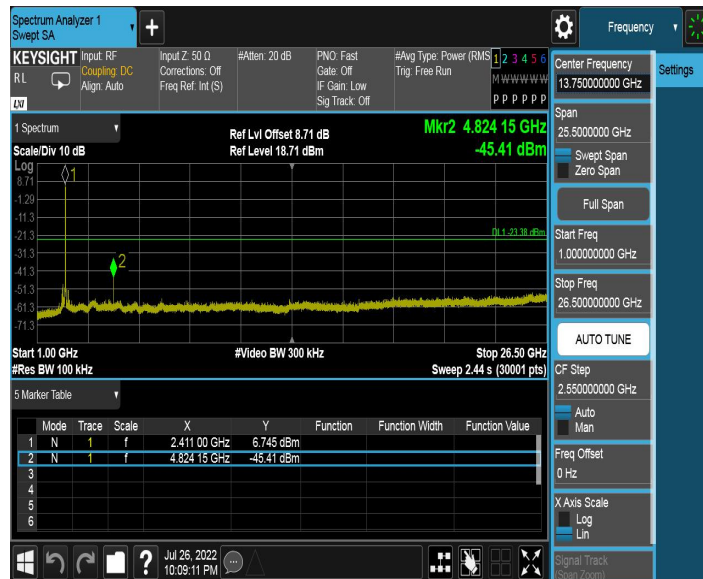 Spectrum Analyzer 1
Swept SA
+
Frequency
KEYSIGHT
RL
LXI
Input: RF
Coupling: DC
Align: Auto
Input Z: 50 Ω
Corrections: Off
Freq Ref: Int (S)
#Atten: 20 dB
PNO: Fast
Gate: Off
IF Gain: Low
Sig Track: Off
#Avg Type: Power (RMS
Trig: Free Run
1 2 3 4 5 6
M W W W W W
P P P P P P
Settings
1 Spectrum
Scale/Div 10 dB
Ref Lvl Offset 8.71 dB
Ref Level 18.71 dBm
Mkr2 4.824 15 GHz
-45.41 dBm
Log
8.71
-1.29
-11.3
-21.3
-31.3
-41.3
-51.3
-61.3
-71.3
1
2
DL1 -23.38 dBm
Start 1.00 GHz
#Res BW 100 kHz
#Video BW 300 kHz
Stop 26.50 GHz
Sweep 2.44 s (30001 pts)
5 Marker Table
Mode Trace Scale X Y Function Function Width Function Value
1 N 1 f 2.411 00 GHz 6.745 dBm
2 N 1 f 4.824 15 GHz -45.41 dBm
3
4
5
6
Center Frequency
13.750000000 GHz
Span
25.5000000 GHz
Swept Span
Zero Span
Full Span
Start Freq
1.000000000 GHz
Stop Freq
26.500000000 GHz
AUTO TUNE
CF Step
2.550000000 GHz
Auto
Man
Freq Offset
0 Hz
X Axis Scale
Log
Lin
Signal Track
(Span Zoom)
?
Jul 26, 2022
10:09:11 PM